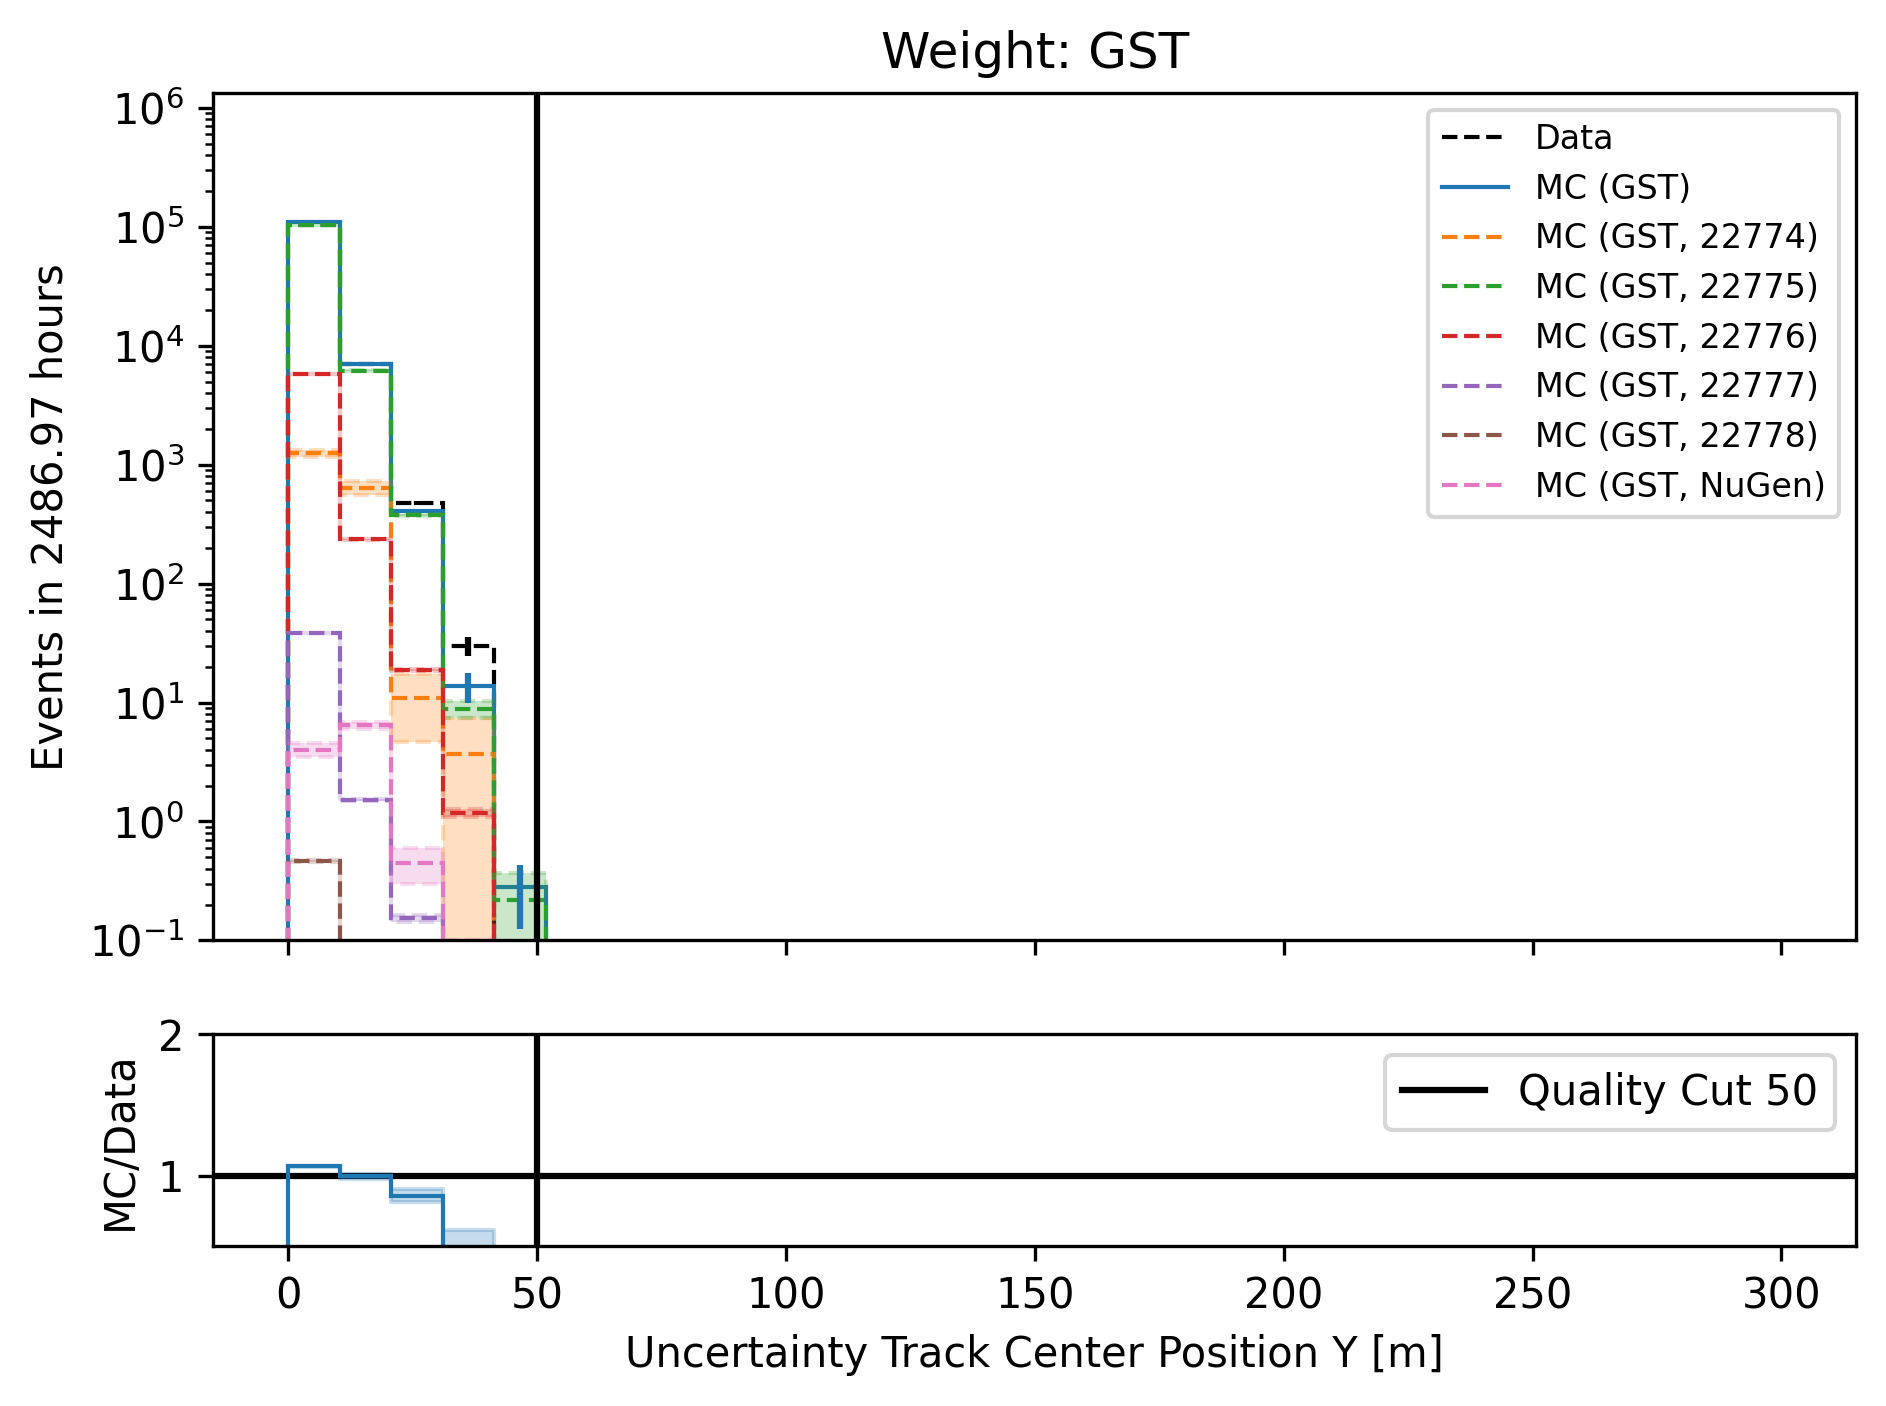 Weight: GST
Events in 2486.97 hours
10^6
10^5
10^4
10^3
10^2
10^1
10^0
10^−1
Data
MC (GST)
MC (GST, 22774)
MC (GST, 22775)
MC (GST, 22776)
MC (GST, 22777)
MC (GST, 22778)
MC (GST, NuGen)
MC/Data
2
1
Quality Cut 50
0 50 100 150 200 250 300
Uncertainty Track Center Position Y [m]